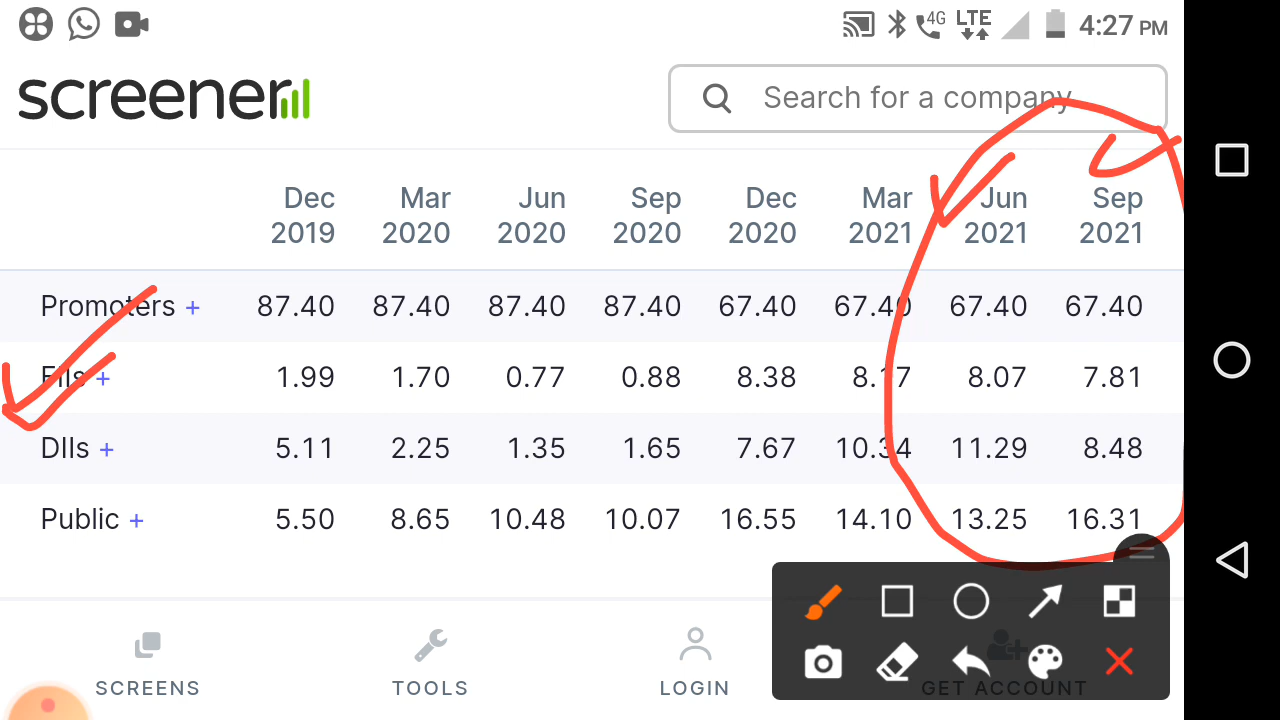 4G LTE 4:27 PM
screener
Search for a company
Dec Mar Jun Sep Dec Mar Jun Sep
2019 2020 2020 2020 2020 2021 2021 2021
Promoters + 87.40 87.40 87.40 87.40 67.40 67.40 67.40 67.40
FIIs + 1.99 1.70 0.77 0.88 8.38 8.17 8.07 7.81
DIIs + 5.11 2.25 1.35 1.65 7.67 10.34 11.29 8.48
Public + 5.50 8.65 10.48 10.07 16.55 14.10 13.25 16.31
SCREENS TOOLS LOGIN GET ACCOUNT